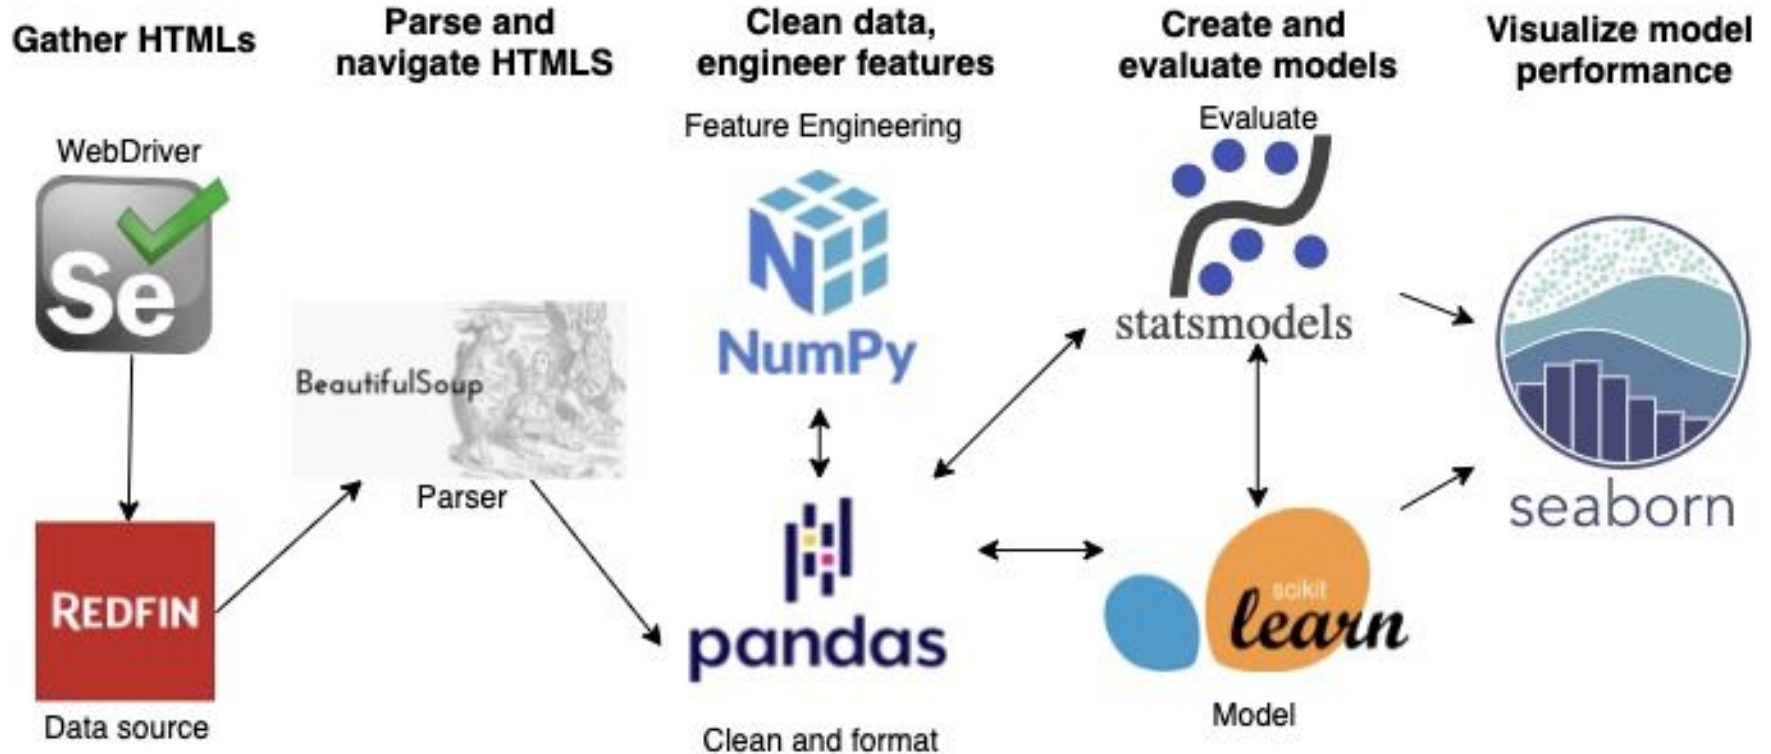 Gather HTMLs
Parse and
navigate HTMLS
Clean data,
engineer features
Create and
evaluate models
Visualize model
performance
WebDriver
Se
REDFIN
Data source
BeautifulSoup
Parser
Feature Engineering
N
NumPy
pandas
Clean and format
Evaluate
statsmodels
scikit
learn
Model
seaborn